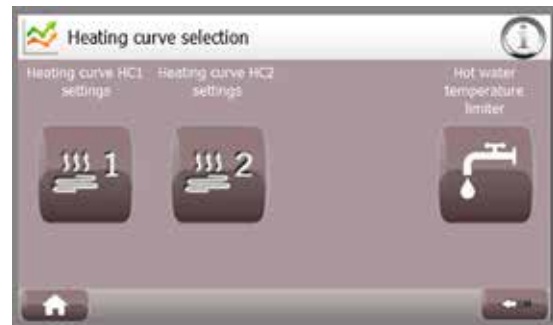 Heating curve selection
Heating curve HC1
settings
Heating curve HC2
settings
Hot water
temperature
limiter
1
2